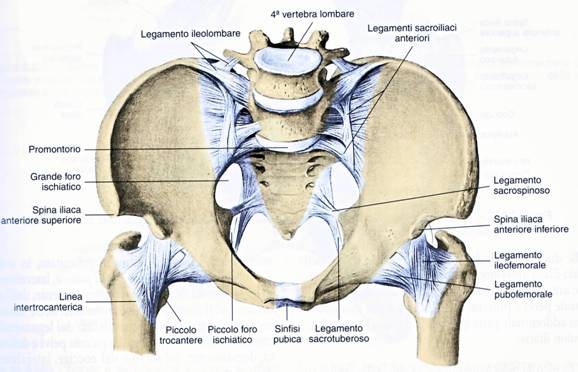 4ª vertebra lombare
Legamento ileolombare
Legamenti sacroiliaci
anteriori
Promontorio
Grande foro
ischiatico
Spina iliaca
anteriore superiore
Linea
intertrocanterica
Piccolo
trocantere
Piccolo foro
ischiatico
Sinfisi
pubica
Legamento
sacrotuberoso
Legamento
sacrospinoso
Spina iliaca
anteriore inferiore
Legamento
ileofemorale
Legamento
pubofemorale